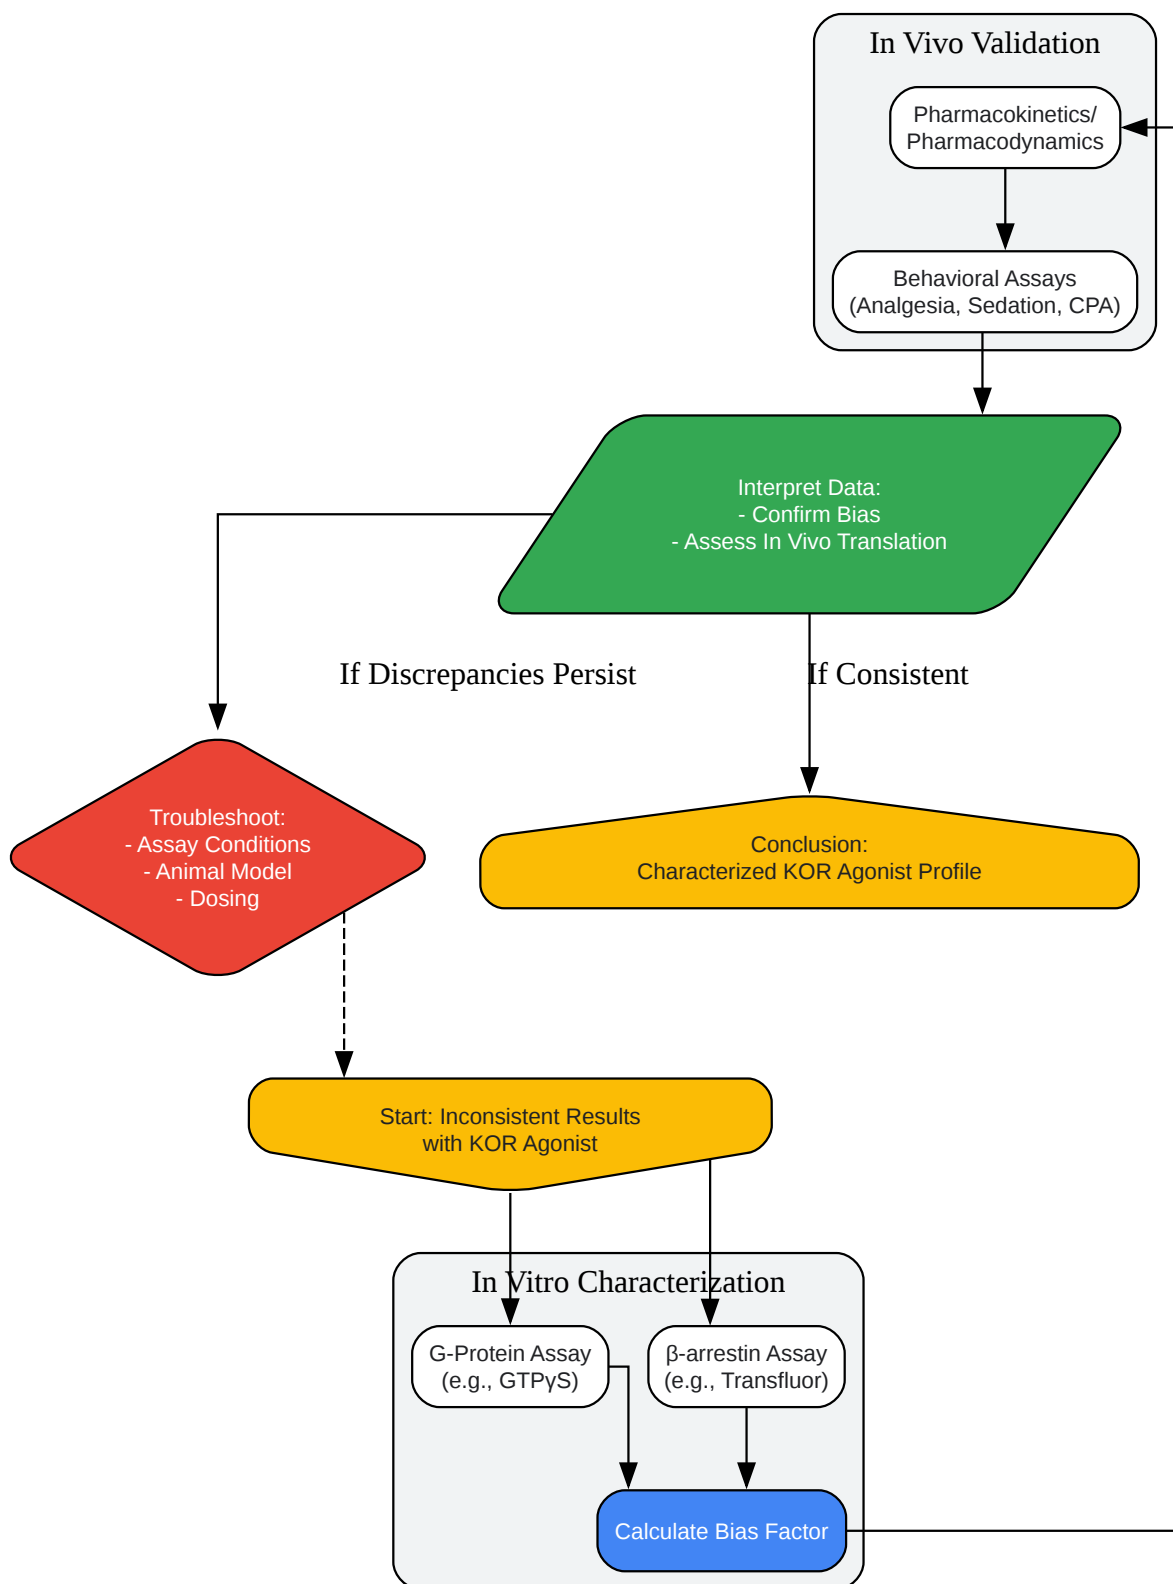 In Vivo Validation
Pharmacokinetics/
Pharmacodynamics
Behavioral Assays
(Analgesia, Sedation, CPA)
Interpret Data:
- Confirm Bias
- Assess In Vivo Translation
If Discrepancies Persist
If Consistent
Troubleshoot:
- Assay Conditions
- Animal Model
- Dosing
Conclusion:
Characterized KOR Agonist Profile
Start: Inconsistent Results
with KOR Agonist
In Vitro Characterization
G-Protein Assay
(e.g., GTPγS)
β-arrestin Assay
(e.g., Transfluor)
Calculate Bias Factor